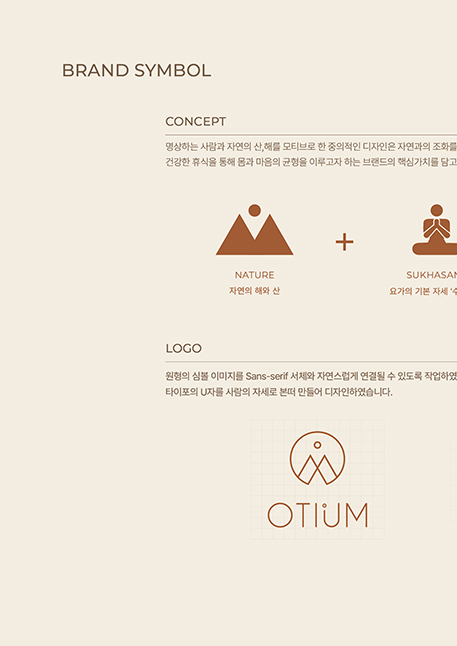 BRAND SYMBOL
CONCEPT
명상하는 사람과 자연의 산,해를 모티브로 한 중의적인 디자인은 자연과의 조화를
건강한 휴식을 통해 몸과 마음의 균형을 이루고자 하는 브랜드의 핵심가치를 담고
NATURE
자연의 해와 산
SUKHASAN
요가의 기본 자세 '수
LOGO
원형의 심볼 이미지를 Sans-serif 서체와 자연스럽게 연결될 수 있도록 작업하였
타이포의 U자를 사람의 자세로 본떠 만들어 디자인하였습니다.
OTIUM